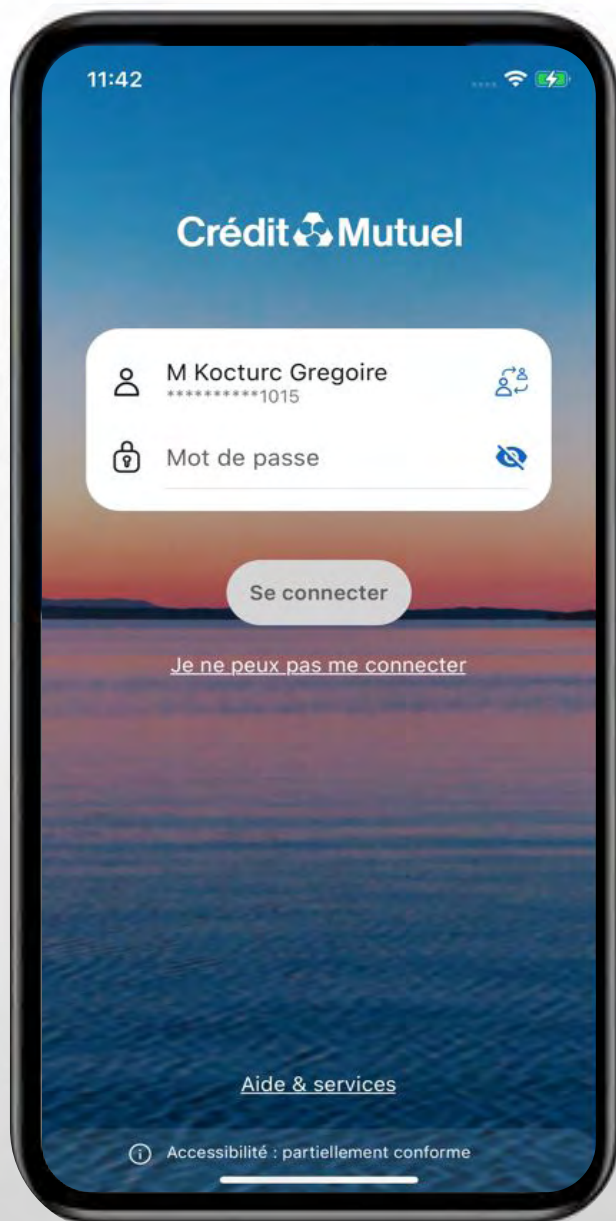 11:42
Crédit Mutuel
M Kocturc Gregoire
**********1015
Mot de passe
Se connecter
Je ne peux pas me connecter
Aide & services
Accessibilité : partiellement conforme